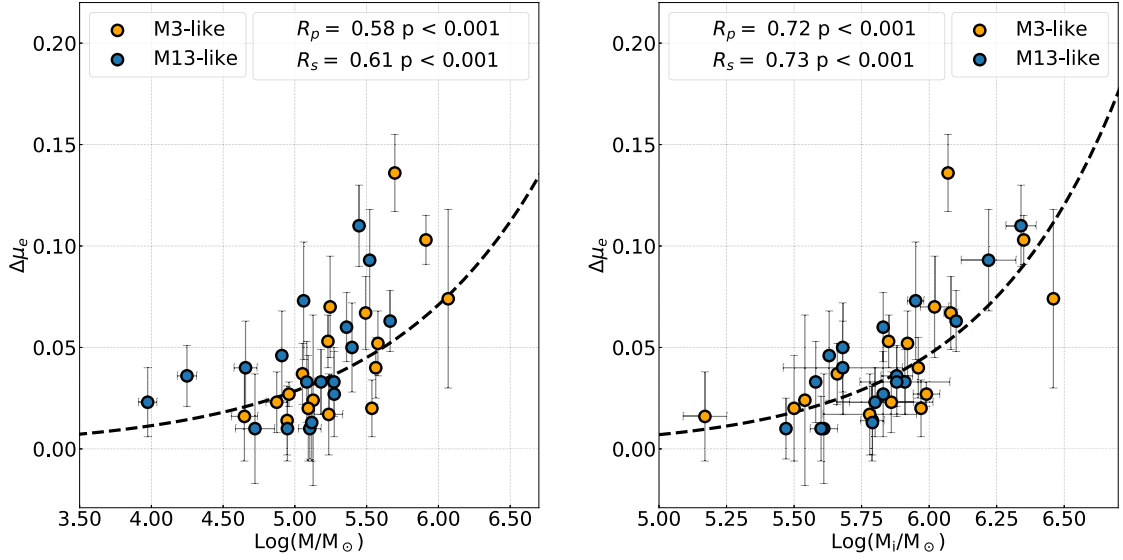 M3-like
M13-like
R_p = 0.58 p < 0.001
R_s = 0.61 p < 0.001
0.20
0.15
0.10
0.05
0.00
Δμ_e
3.50 4.00 4.50 5.00 5.50 6.00 6.50
Log(M/M_⊙)
R_p = 0.72 p < 0.001
R_s = 0.73 p < 0.001
M3-like
M13-like
0.20
0.15
0.10
0.05
0.00
Δμ_e
5.00 5.25 5.50 5.75 6.00 6.25 6.50
Log(M_i/M_⊙)